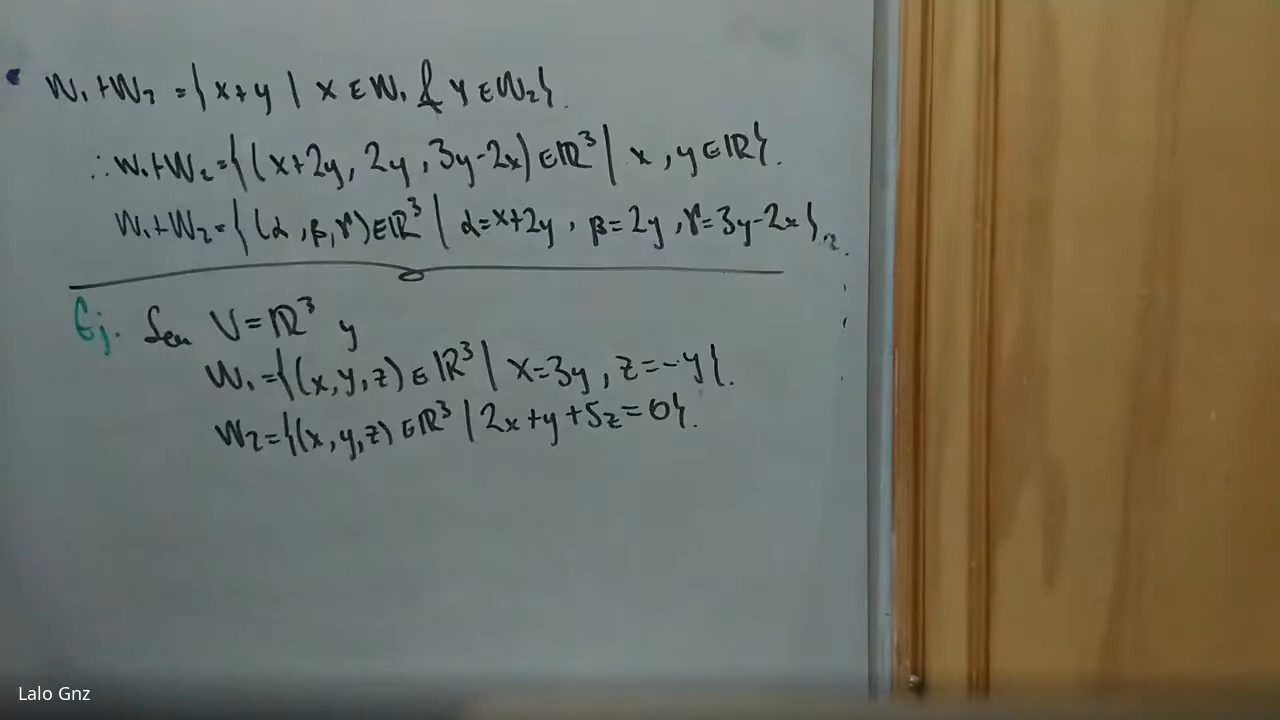 • W₁+W₂ = {x+y | x∈W₁ & y∈W₂}.
∴ W₁+W₂ = {(x+2y, 2y, 3y-2x)∈ℝ³ | x, y∈ℝ}.
W₁+W₂ = {(α, β, γ)∈ℝ³ | α=x+2y, β=2y, γ=3y-2x}
Ej. Sea V=ℝ³ y
W₁={(x,y,z)∈ℝ³ | x=3y, z=-y}.
W₂={(x,y,z)∈ℝ³ | 2x+y+5z=0}.
Lalo Gnz